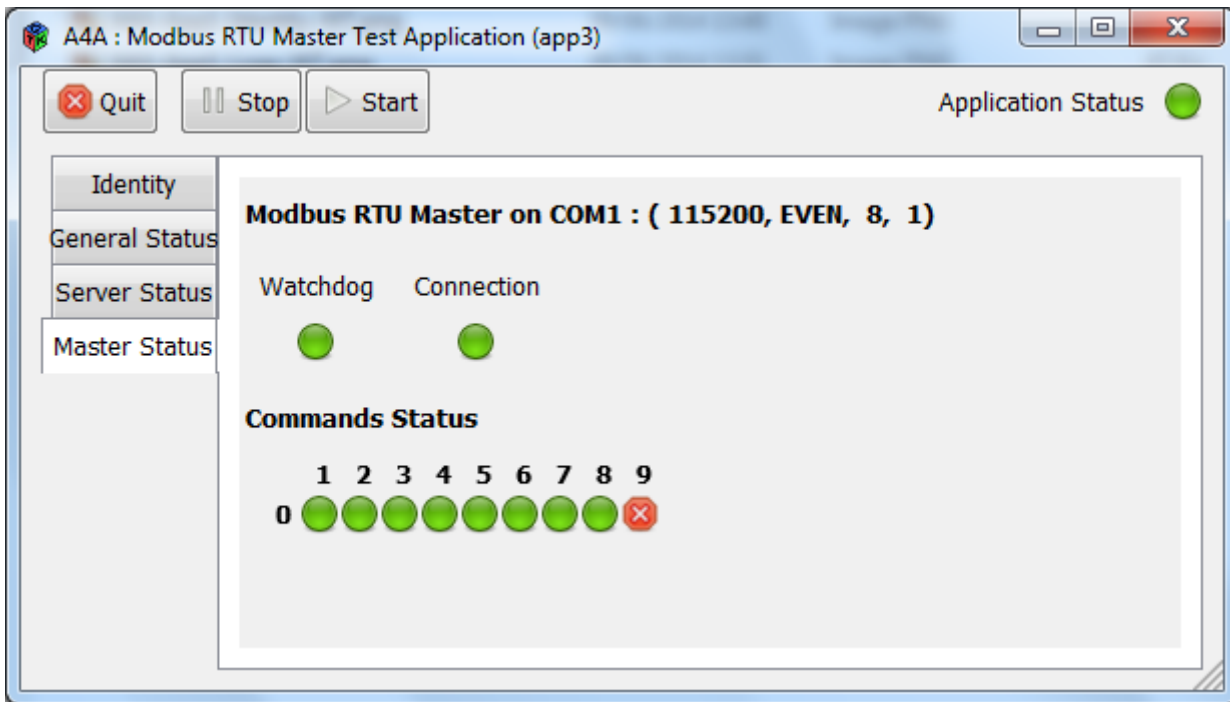 A4A : Modbus RTU Master Test Application (app3)
Quit Stop Start Application Status
Identity
General Status
Server Status
Master Status
Modbus RTU Master on COM1 : ( 115200, EVEN, 8, 1)
Watchdog Connection
Commands Status
1 2 3 4 5 6 7 8 9
0